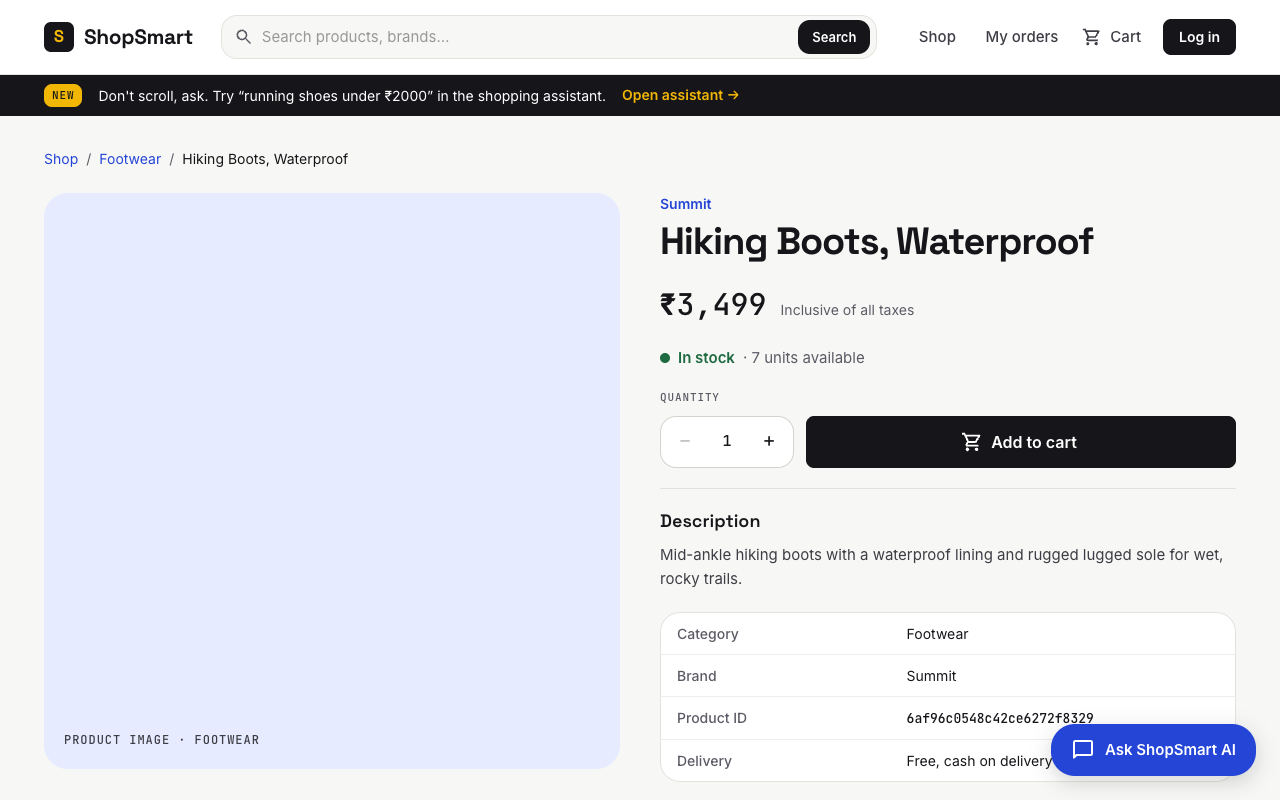 S ShopSmart
Search products, brands...
Search
Shop
My orders
Cart
Log in
NEW
Don't scroll, ask. Try “running shoes under ₹2000” in the shopping assistant.
Open assistant →
Shop / Footwear / Hiking Boots, Waterproof
PRODUCT IMAGE · FOOTWEAR
Summit
Hiking Boots, Waterproof
₹3,499 Inclusive of all taxes
In stock · 7 units available
QUANTITY
− 1 +
Add to cart
Description
Mid-ankle hiking boots with a waterproof lining and rugged lugged sole for wet,
rocky trails.
Category Footwear
Brand Summit
Product ID 6af96c0548c42ce6272f8329
Delivery Free, cash on delivery
Ask ShopSmart AI